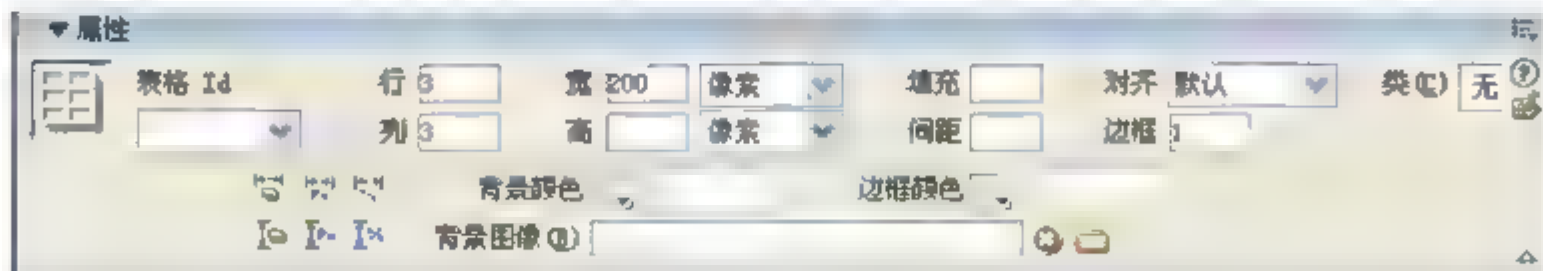 属性
表格 Id 行 3 宽 200 像素 填充 对齐 默认 类(C) 无
列 3 高 像素 间距 边框 1
背景颜色 边框颜色
背景图像(I)